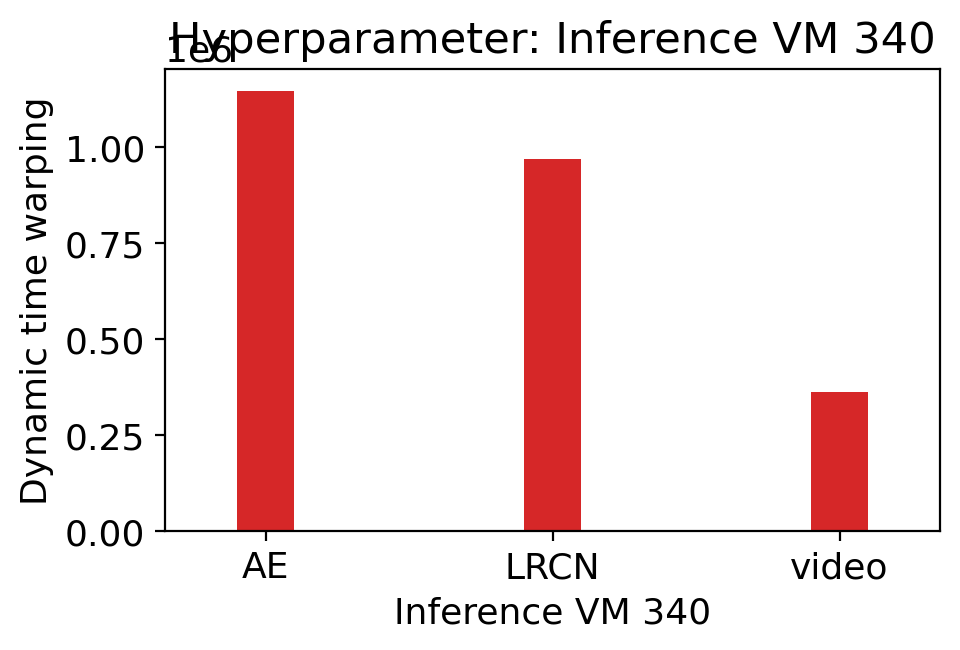 Hyperparameter: Inference VM 340
1e6
Dynamic time warping
1.00
0.75
0.50
0.25
0.00
AE LRCN video
Inference VM 340